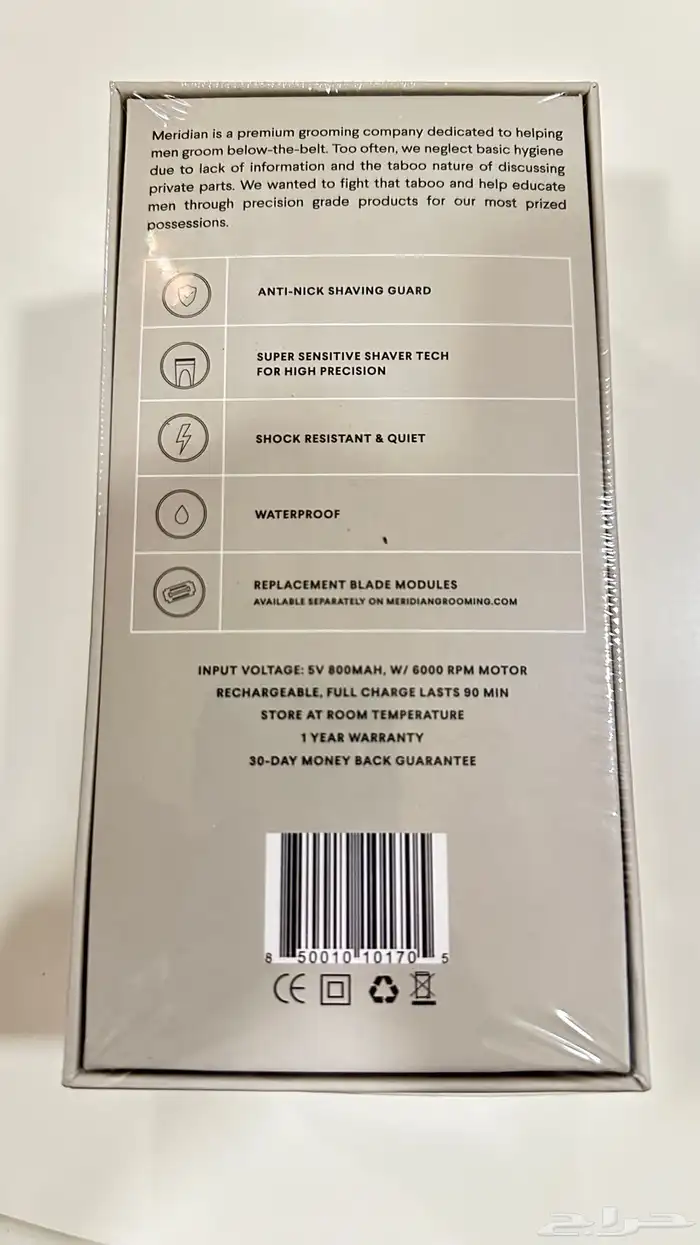 Meridian is a premium grooming company dedicated to helping
men groom below-the-belt. Too often, we neglect basic hygiene
due to lack of information and the taboo nature of discussing
private parts. We wanted to fight that taboo and help educate
men through precision grade products for our most prized
possessions.
ANTI-NICK SHAVING GUARD
SUPER SENSITIVE SHAVER TECH
FOR HIGH PRECISION
SHOCK RESISTANT & QUIET
WATERPROOF
REPLACEMENT BLADE MODULES
AVAILABLE SEPARATELY ON MERIDIANGROOMING.COM
INPUT VOLTAGE: 5V 800MAH, W/ 6000 RPM MOTOR
RECHARGEABLE, FULL CHARGE LASTS 90 MIN
STORE AT ROOM TEMPERATURE
1 YEAR WARRANTY
30-DAY MONEY BACK GUARANTEE
8 50010 10170 5
CE
حراج